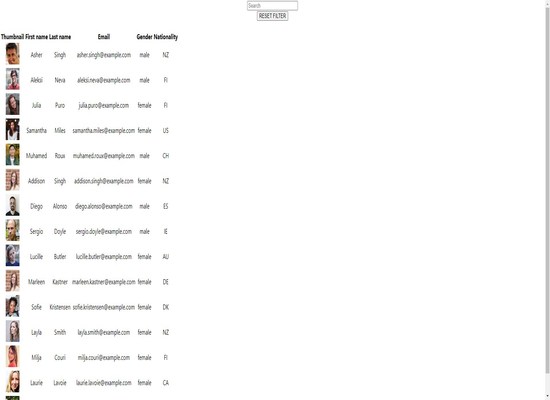 Search
RESET FILTER
Thumbnail First name Last name Email Gender Nationality
Asher Singh asher.singh@example.com male NZ
Aleksi Neva aleksi.neva@example.com male FI
Julia Puro julia.puro@example.com female FI
Samantha Miles samantha.miles@example.com female US
Muhamed Roux muhamed.roux@example.com male CH
Addison Singh addison.singh@example.com female NZ
Diego Alonso diego.alonso@example.com male ES
Sergio Doyle sergio.doyle@example.com male IE
Lucille Butler lucille.butler@example.com female AU
Marleen Kastner marleen.kastner@example.com female DE
Sofie Kristensen sofie.kristensen@example.com female DK
Layla Smith layla.smith@example.com female NZ
Milja Couri milja.couri@example.com female FI
Laurie Lavoie laurie.lavoie@example.com female CA